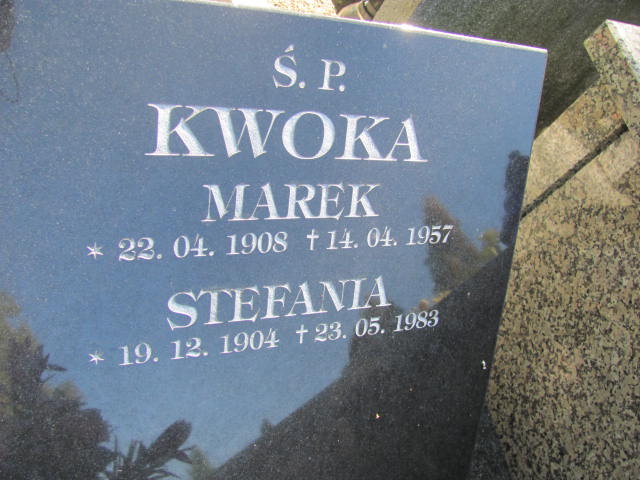 Ś. P.
KWOKA
MAREK
* 22. 04. 1908 † 14. 04. 1957
STEFANIA
* 19. 12. 1904 † 23. 05. 1983